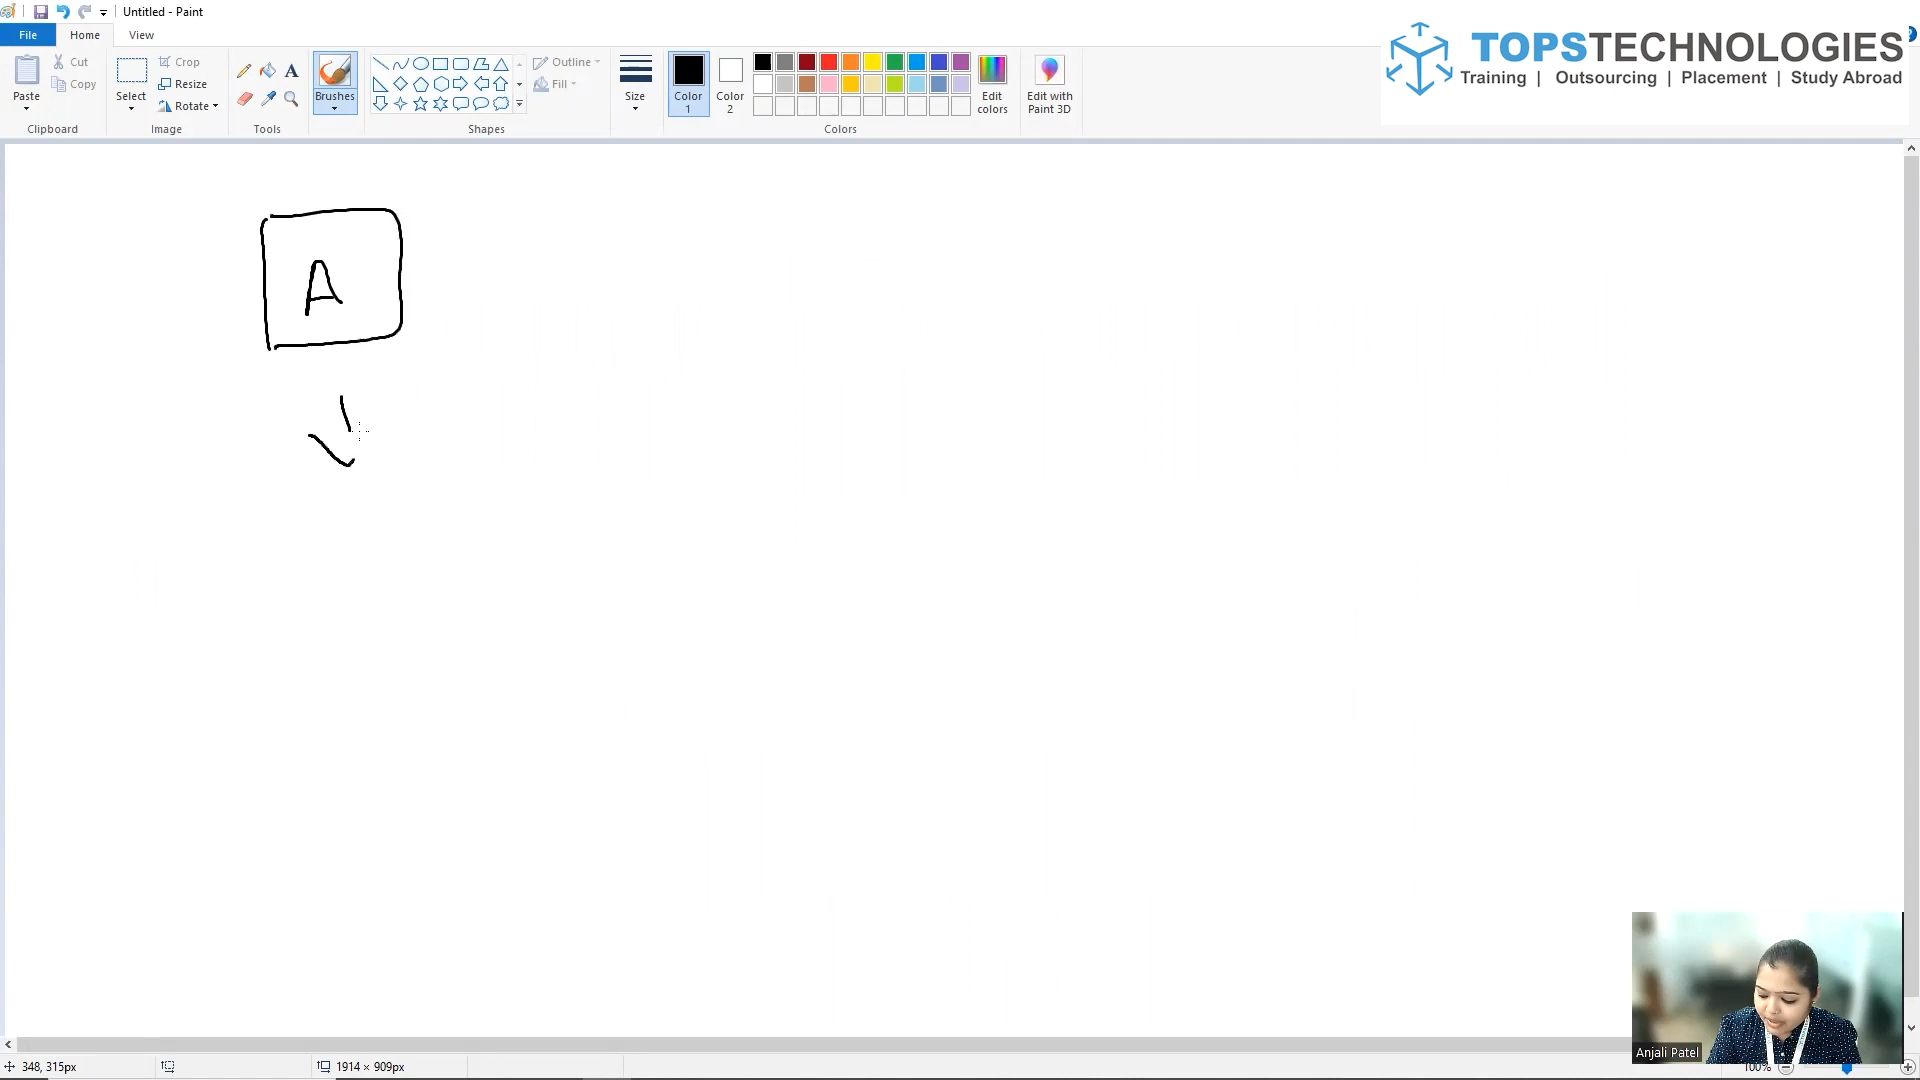 Untitled - Paint
File Home View
TOPSTECHNOLOGIES
Training | Outsourcing | Placement | Study Abroad
Paste
Cut
Copy
Clipboard
Select
Crop
Resize
Rotate
Image
Tools
Brushes
Shapes
Outline
Fill
Size
Color 1
Color 2
Colors
Edit colors
Edit with Paint 3D
A
A
Anjali Patel
348, 315px
1914 × 909px
100%